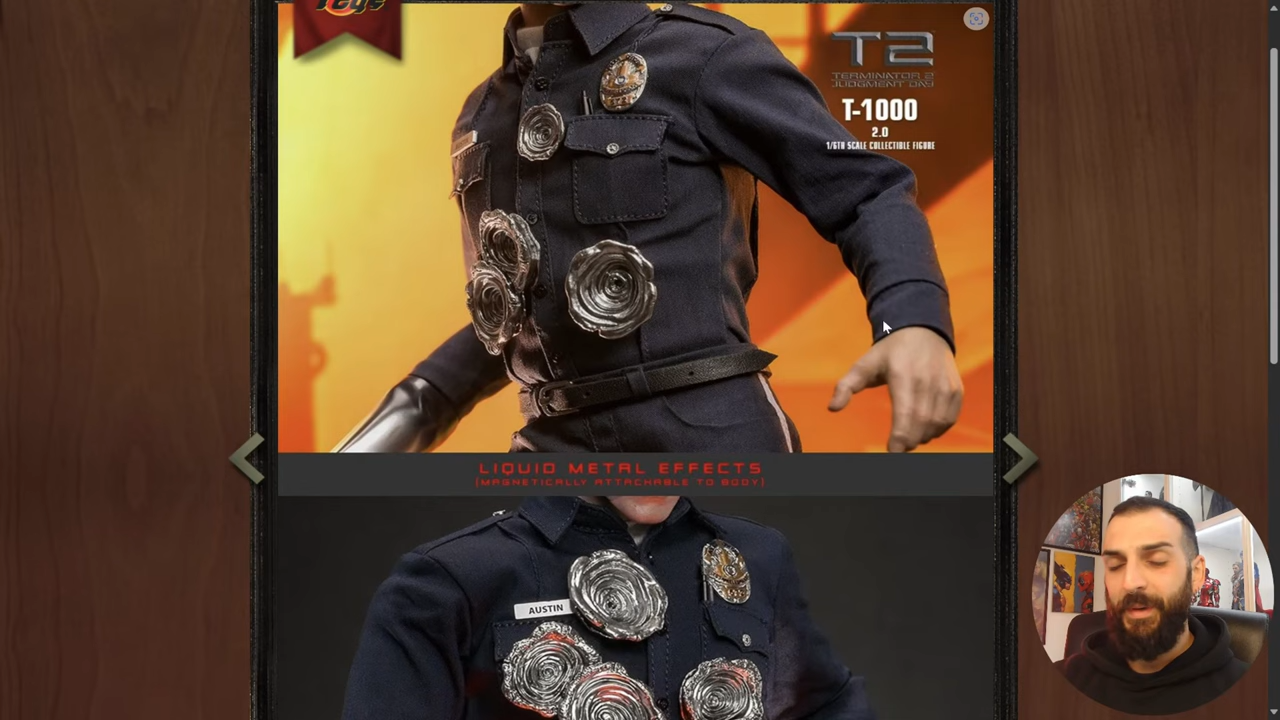 Toys
T2
TERMINATOR 2
JUDGMENT DAY
T-1000
2.0
1/6TH SCALE COLLECTIBLE FIGURE
LIQUID METAL EFFECTS
(MAGNETICALLY ATTACHABLE TO BODY)
AUSTIN